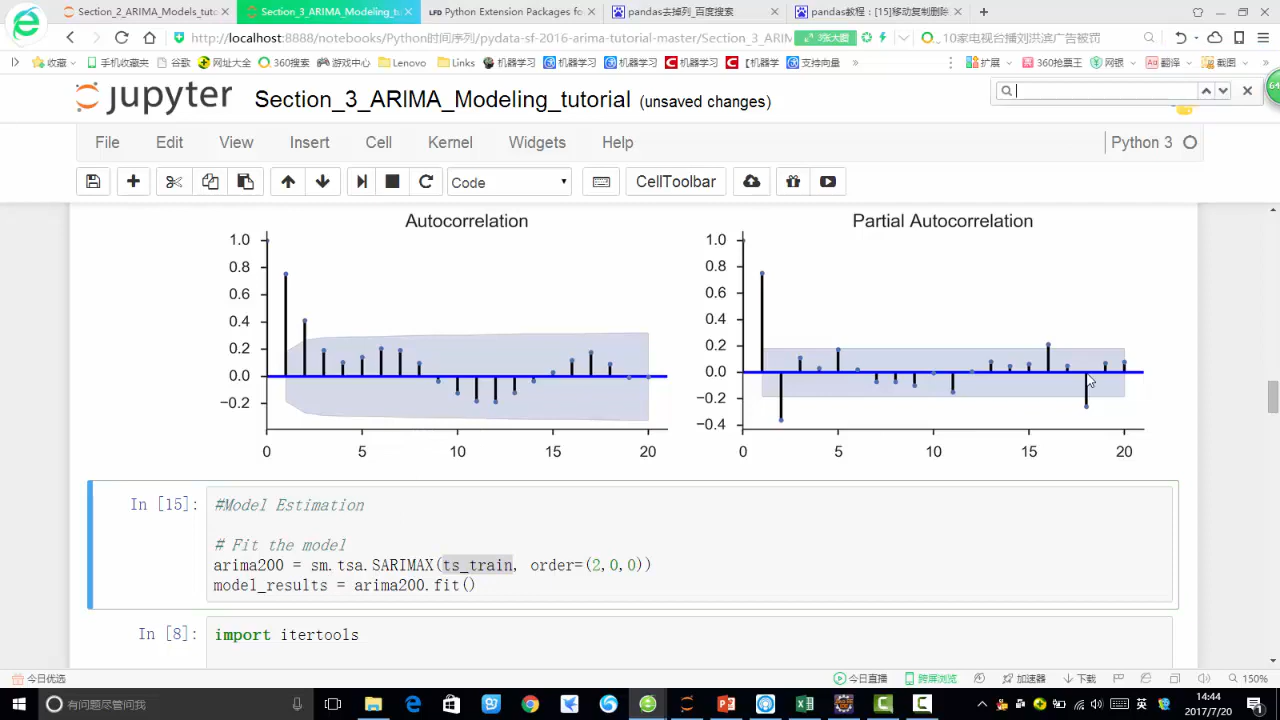 Section_2_ARIMA_Models_tuto ×
Section_3_ARIMA_Modeling_tu ×
LFD Python Extension Packages fo ×
pandas去掉列_百度搜索 ×
pandas教程：[15]移动复制删除 ×
http://localhost:8888/notebooks/Python时间序列/pydata-sf-2016-arima-tutorial-master/Section_3_ARIM
3张大图
10家电视台播刘洪滨广告被罚
收藏
手机收藏夹
谷歌
网址大全
360搜索
游戏中心
Lenovo
Links
机器学习
机器学习
机器学习
机器学习
【机器学
支持向量
»
扩展
360抢票王
网银
翻译
截图
»
jupyter Section_3_ARIMA_Modeling_tutorial (unsaved changes)
File Edit View Insert Cell Kernel Widgets Help Python 3
Code CellToolbar
Autocorrelation
1.0
0.8
0.6
0.4
0.2
0.0
−0.2
0 5 10 15 20
Partial Autocorrelation
1.0
0.8
0.6
0.4
0.2
0.0
−0.2
−0.4
0 5 10 15 20
In [15]:
#Model Estimation
# Fit the model
arima200 = sm.tsa.SARIMAX(ts_train, order=(2,0,0))
model_results = arima200.fit()
In [8]:
import itertools
今日优选
今日直播
跨屏浏览
加速器
下载
150%
有问题尽管问我
英
14:44
2017/7/20